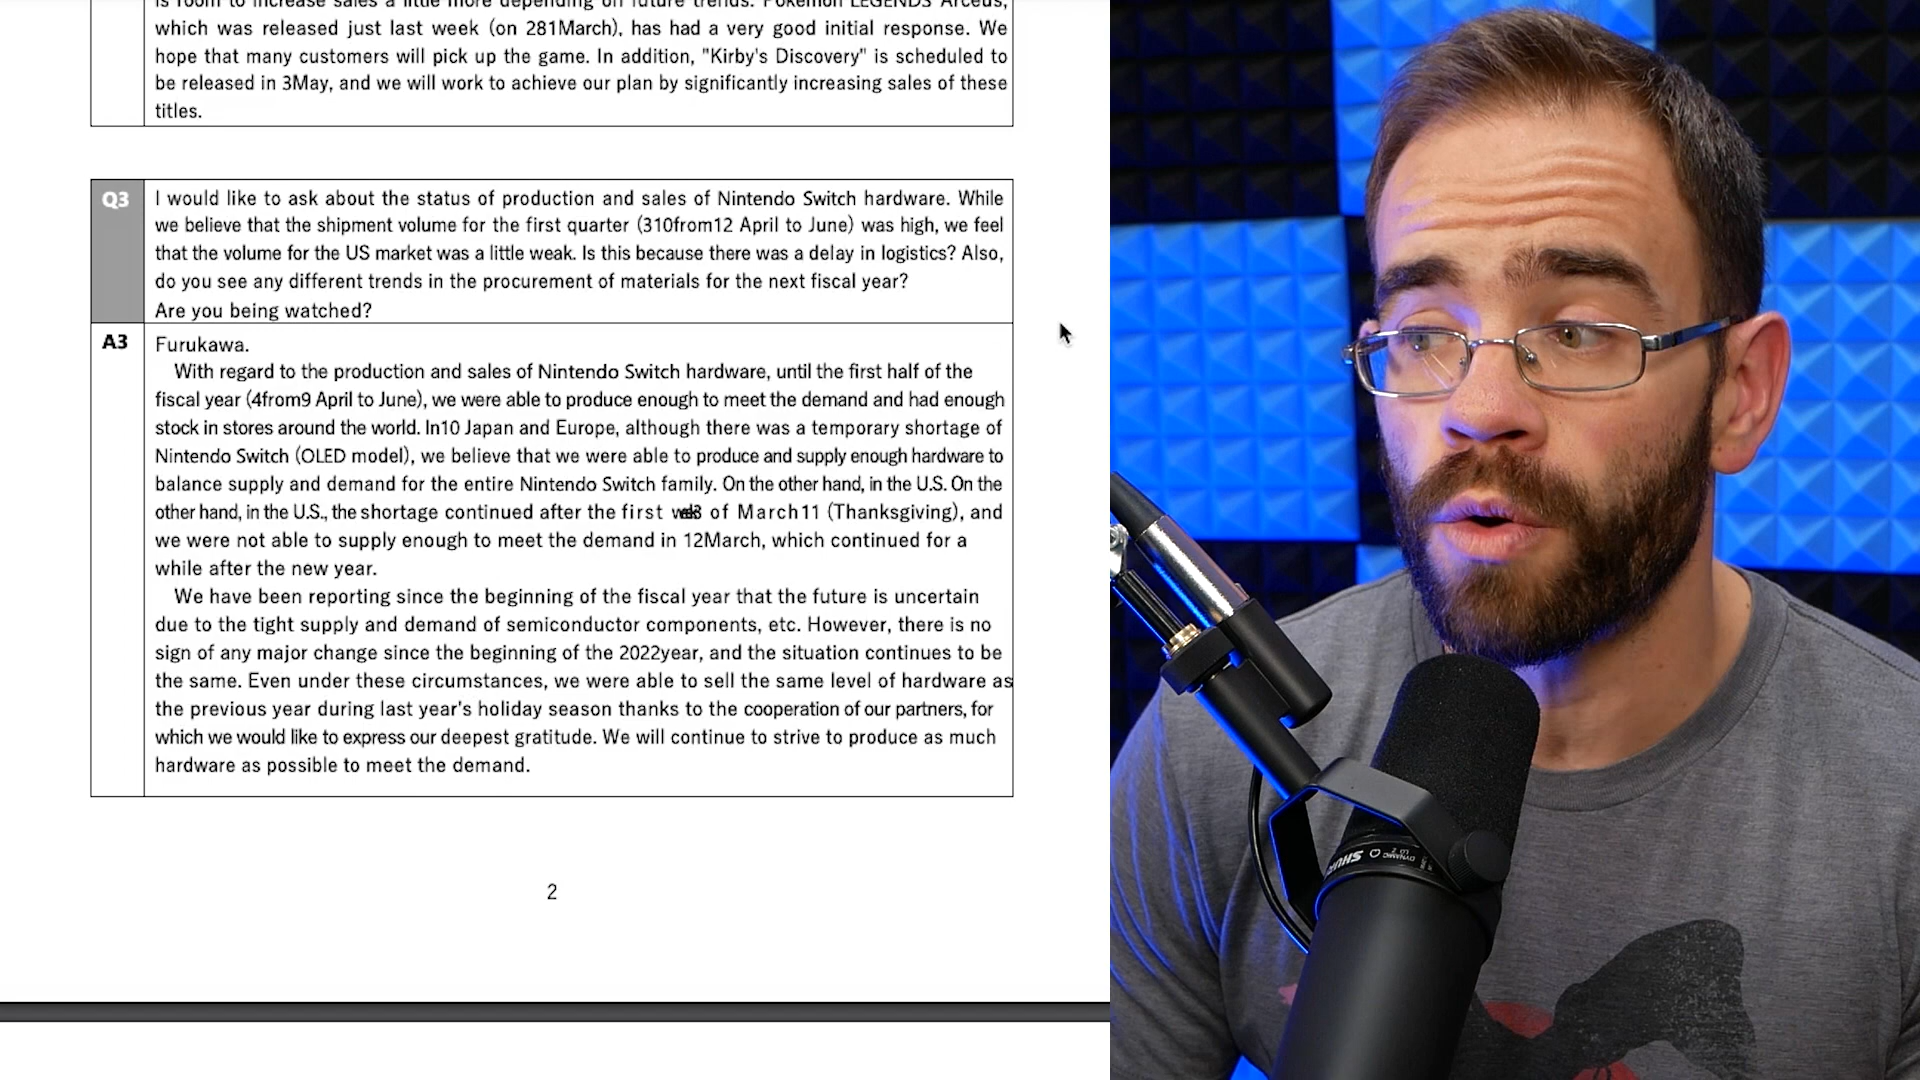 is room to increase sales a little more depending on future trends. Pokémon LEGENDS Arceus,
which was released just last week (on 281March), has had a very good initial response. We
hope that many customers will pick up the game. In addition, "Kirby's Discovery" is scheduled to
be released in 3May, and we will work to achieve our plan by significantly increasing sales of these
titles.
Q3
I would like to ask about the status of production and sales of Nintendo Switch hardware. While
we believe that the shipment volume for the first quarter (310from12 April to June) was high, we feel
that the volume for the US market was a little weak. Is this because there was a delay in logistics? Also,
do you see any different trends in the procurement of materials for the next fiscal year?
Are you being watched?
A3
Furukawa.
With regard to the production and sales of Nintendo Switch hardware, until the first half of the
fiscal year (4from9 April to June), we were able to produce enough to meet the demand and had enough
stock in stores around the world. In10 Japan and Europe, although there was a temporary shortage of
Nintendo Switch (OLED model), we believe that we were able to produce and supply enough hardware to
balance supply and demand for the entire Nintendo Switch family. On the other hand, in the U.S. On the
other hand, in the U.S., the shortage continued after the first of March11 (Thanksgiving), and
we were not able to supply enough to meet the demand in 12March, which continued for a
while after the new year.
We have been reporting since the beginning of the fiscal year that the future is uncertain
due to the tight supply and demand of semiconductor components, etc. However, there is no
sign of any major change since the beginning of the 2022year, and the situation continues to be
the same. Even under these circumstances, we were able to sell the same level of hardware as
the previous year during last year's holiday season thanks to the cooperation of our partners, for
which we would like to express our deepest gratitude. We will continue to strive to produce as much
hardware as possible to meet the demand.
2
SHURE
DYNAMIC
LO Z